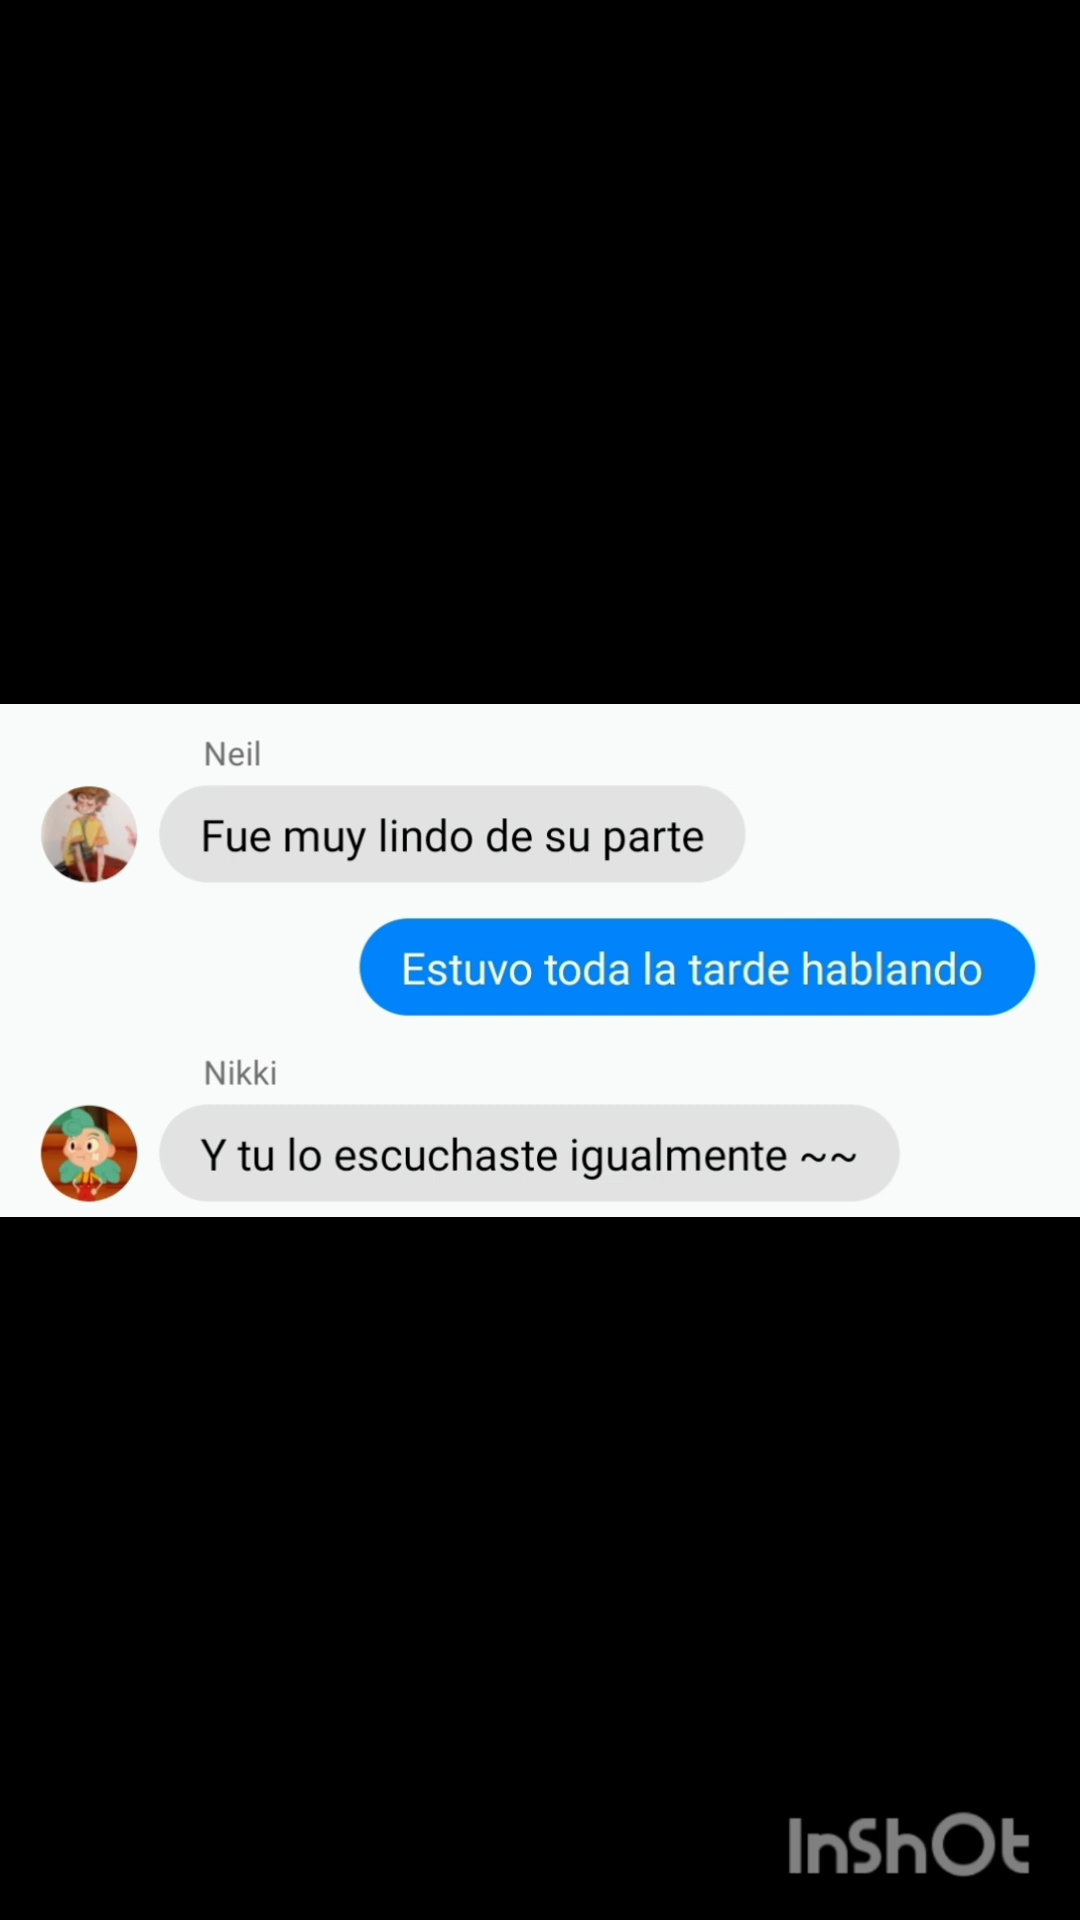 Neil
Fue muy lindo de su parte
Estuvo toda la tarde hablando
Nikki
Y tu lo escuchaste igualmente ~~
InShOt